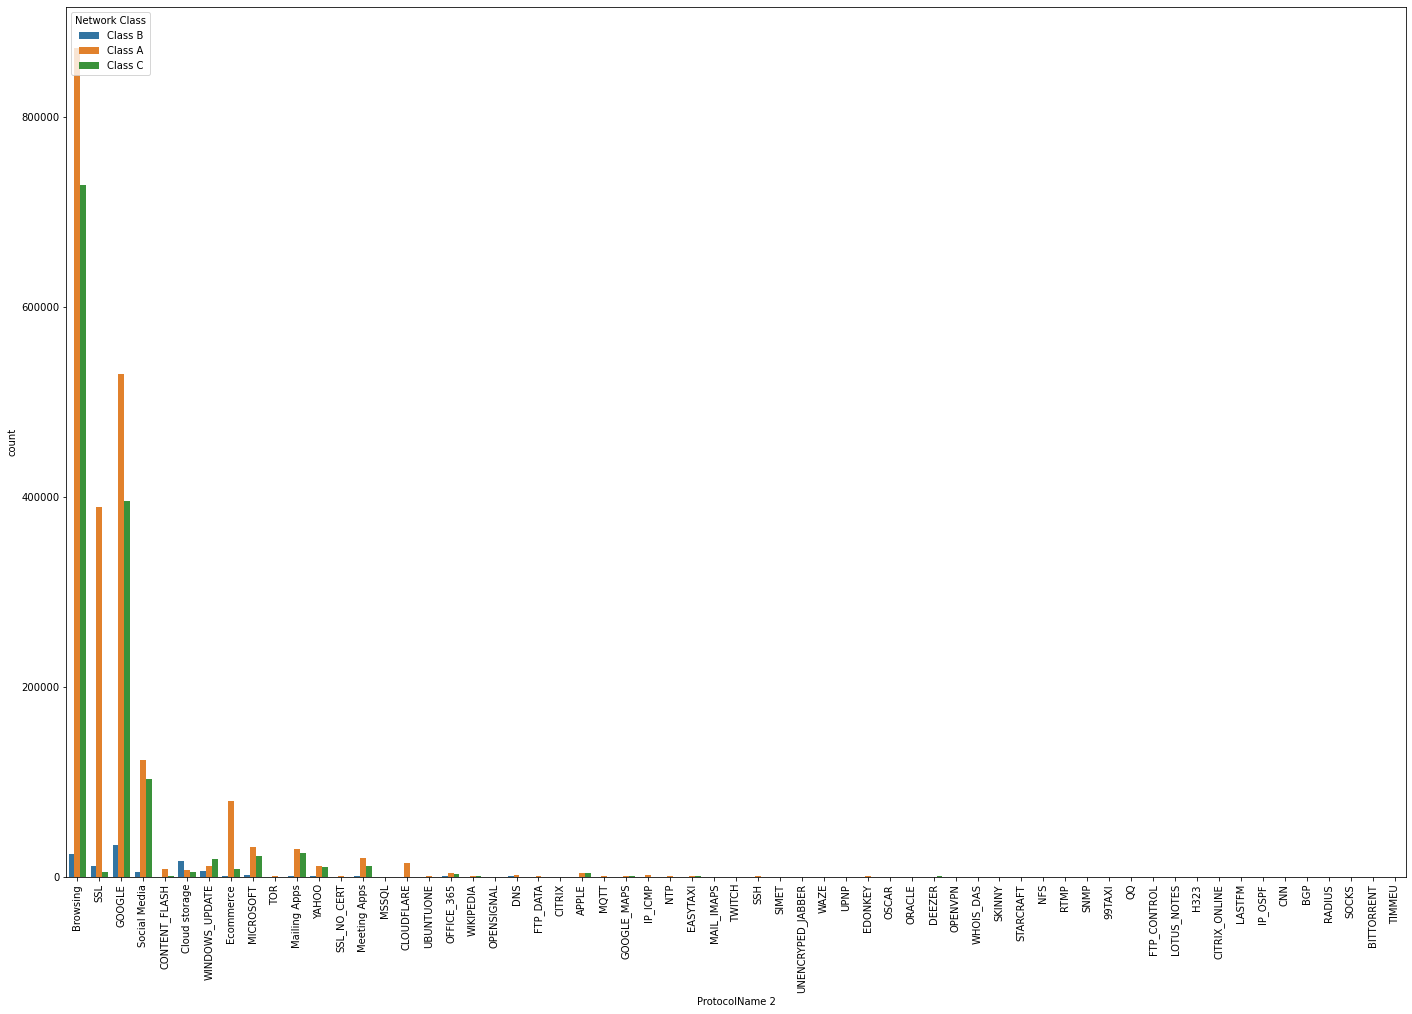 Network Class
Class B
Class A
Class C
800000
600000
400000
200000
0
count
Browsing
SSL
GOOGLE
Social Media
CONTENT_FLASH
Cloud storage
WINDOWS_UPDATE
Ecommerce
MICROSOFT
TOR
Mailing Apps
YAHOO
SSL_NO_CERT
Meeting Apps
MSSQL
CLOUDFLARE
UBUNTUONE
OFFICE_365
WIKIPEDIA
OPENSIGNAL
DNS
FTP_DATA
CITRIX
APPLE
MQTT
GOOGLE_MAPS
IP_ICMP
NTP
EASYTAXI
MAIL_IMAPS
TWITCH
SSH
SIMET
UNENCRYPED_JABBER
WAZE
UPNP
EDONKEY
OSCAR
ORACLE
DEEZER
OPENVPN
WHOIS_DAS
SKINNY
STARCRAFT
NFS
RTMP
SNMP
99TAXI
QQ
FTP_CONTROL
LOTUS_NOTES
H323
CITRIX_ONLINE
LASTFM
IP_OSPF
CNN
BGP
RADIUS
SOCKS
BITTORRENT
TIMMEU
ProtocolName 2